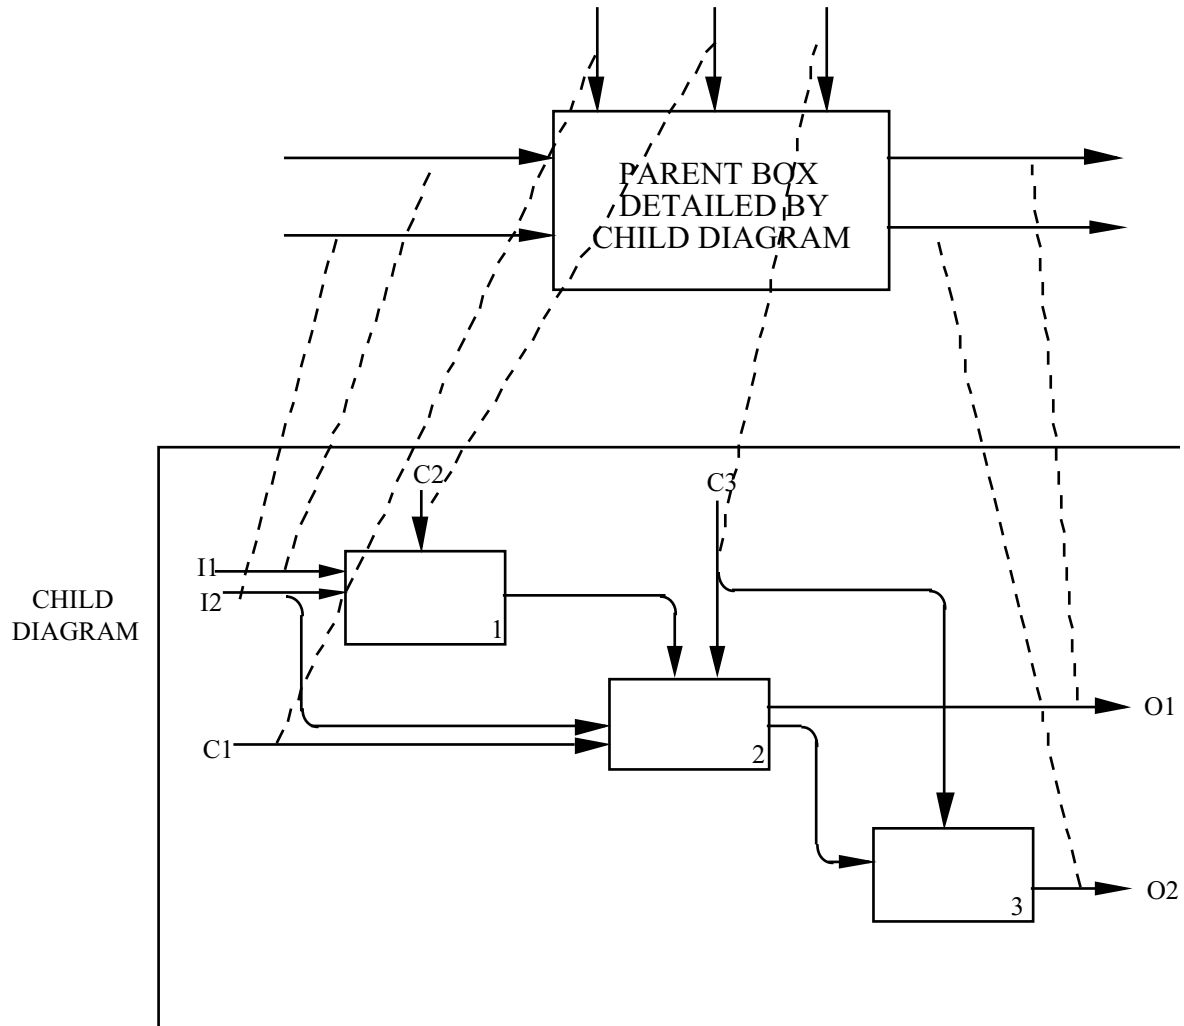 PARENT BOX
DETAILED BY
CHILD DIAGRAM
C2
C3
I1
I2
CHILD
DIAGRAM
1
O1
C1
2
3
O2